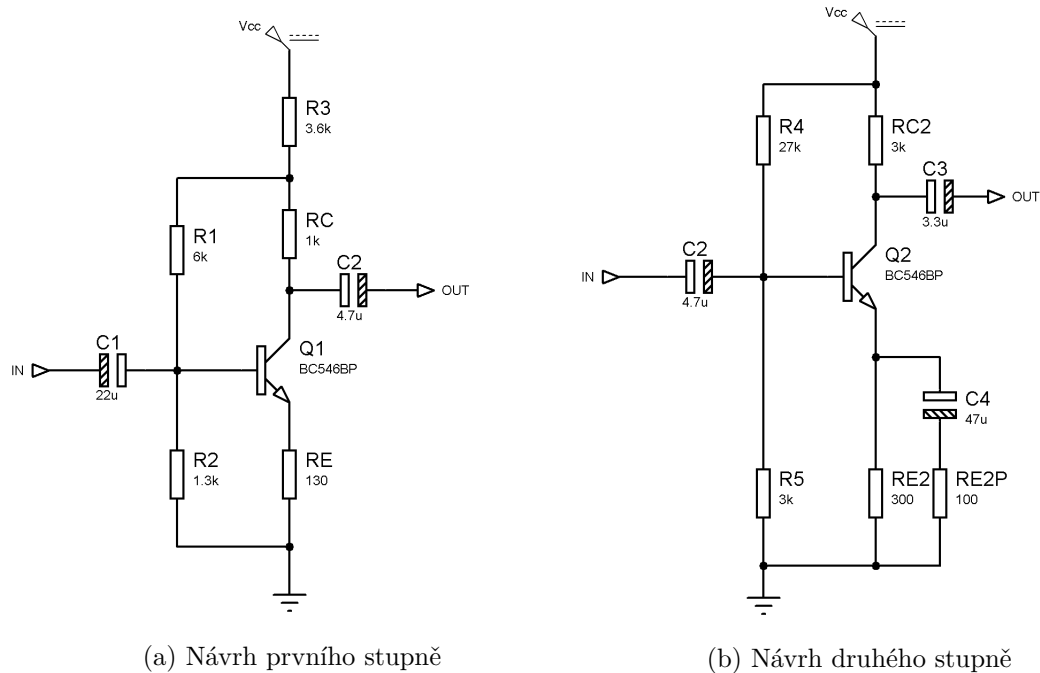 Vcc
R3
3.6k
R1
6k
RC
1k
C2
4.7u
OUT
C1
22u
IN
Q1
BC546BP
R2
1.3k
RE
130
(a) Návrh prvního stupně
Vcc
R4
27k
RC2
3k
C3
3.3u
OUT
C2
4.7u
IN
Q2
BC546BP
C4
47u
R5
3k
RE2
300
RE2P
100
(b) Návrh druhého stupně